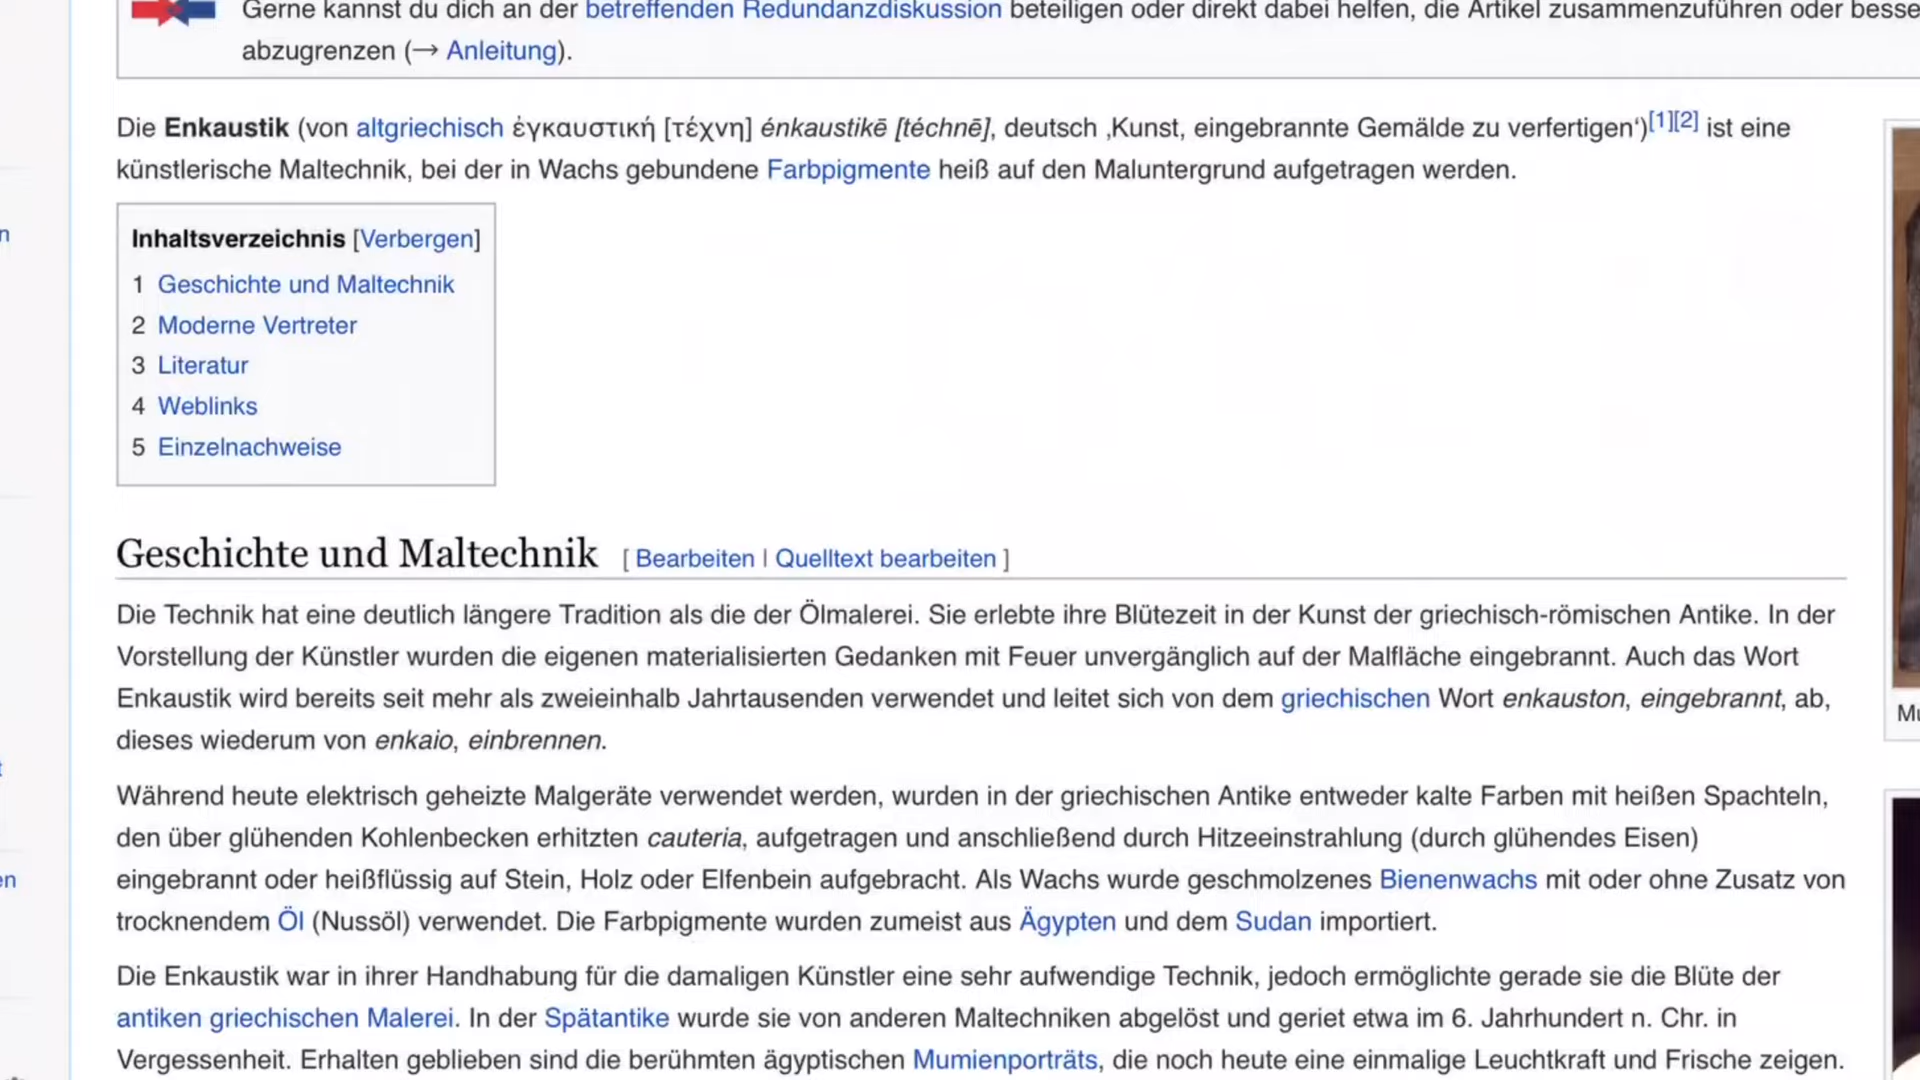 Gerne kannst du dich an der betreffenden Redundanzdiskussion beteiligen oder direkt dabei helfen, die Artikel zusammenzuführen oder
abzugrenzen (→ Anleitung).
Die Enkaustik (von altgriechisch ἐγκαυστική [τέχνη] énkaustikē [téchnē], deutsch ‚Kunst, eingebrannte Gemälde zu verfertigen‘)[1][2] ist eine
künstlerische Maltechnik, bei der in Wachs gebundene Farbpigmente heiß auf den Maluntergrund aufgetragen werden.
Inhaltsverzeichnis [Verbergen]
1 Geschichte und Maltechnik
2 Moderne Vertreter
3 Literatur
4 Weblinks
5 Einzelnachweise
Geschichte und Maltechnik [ Bearbeiten | Quelltext bearbeiten ]
Die Technik hat eine deutlich längere Tradition als die der Ölmalerei. Sie erlebte ihre Blütezeit in der Kunst der griechisch-römischen Antike. In der
Vorstellung der Künstler wurden die eigenen materialisierten Gedanken mit Feuer unvergänglich auf der Malfläche eingebrannt. Auch das Wort
Enkaustik wird bereits seit mehr als zweieinhalb Jahrtausenden verwendet und leitet sich von dem griechischen Wort enkauston, eingebrannt, ab,
dieses wiederum von enkaio, einbrennen.
Während heute elektrisch geheizte Malgeräte verwendet werden, wurden in der griechischen Antike entweder kalte Farben mit heißen Spachteln,
den über glühenden Kohlenbecken erhitzten cauteria, aufgetragen und anschließend durch Hitzeeinstrahlung (durch glühendes Eisen)
eingebrannt oder heißflüssig auf Stein, Holz oder Elfenbein aufgebracht. Als Wachs wurde geschmolzenes Bienenwachs mit oder ohne Zusatz von
trocknendem Öl (Nussöl) verwendet. Die Farbpigmente wurden zumeist aus Ägypten und dem Sudan importiert.
Die Enkaustik war in ihrer Handhabung für die damaligen Künstler eine sehr aufwendige Technik, jedoch ermöglichte gerade sie die Blüte der
antiken griechischen Malerei. In der Spätantike wurde sie von anderen Maltechniken abgelöst und geriet etwa im 6. Jahrhundert n. Chr. in
Vergessenheit. Erhalten geblieben sind die berühmten ägyptischen Mumienporträts, die noch heute eine einmalige Leuchtkraft und Frische zeigen.